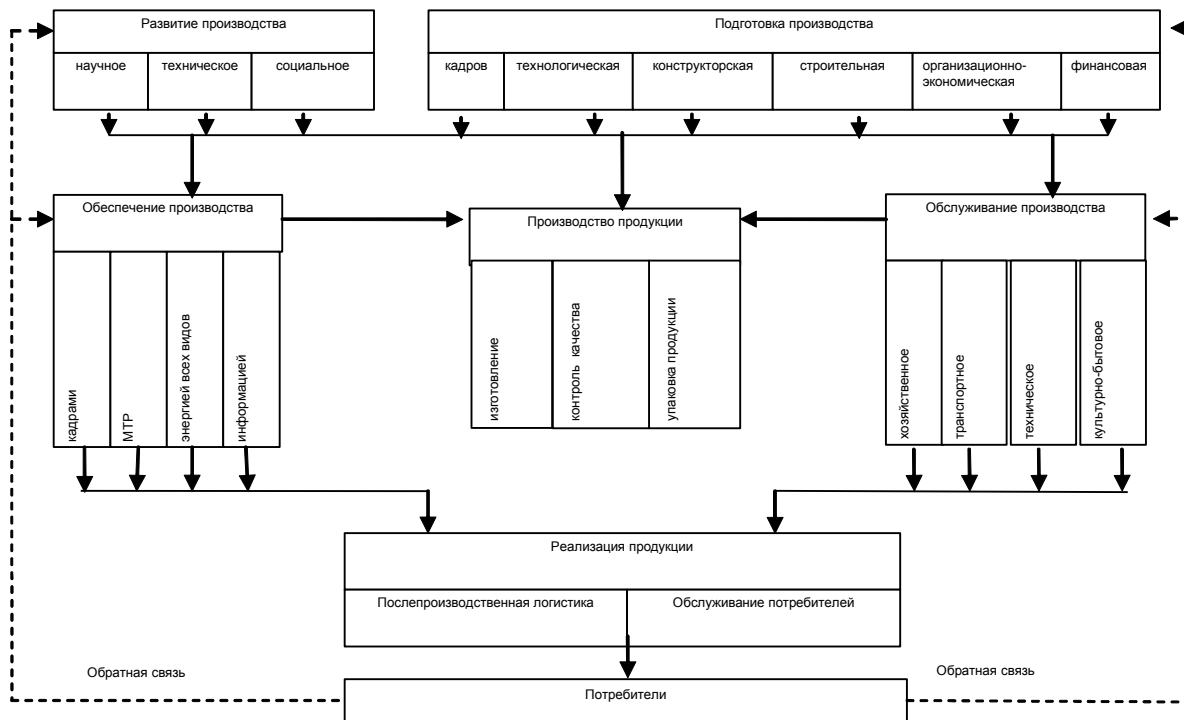 Развитие производства
научное
техническое
социальное
Подготовка производства
кадров
технологическая
конструкторская
строительная
организационно-
экономическая
финансовая
Обеспечение производства
кадрами
МТР
энергией всех видов
информацией
Производство продукции
изготовление
контроль качества
упаковка продукции
Обслуживание производства
хозяйственное
транспортное
техническое
культурно-бытовое
Реализация продукции
Послепроизводственная логистика
Обслуживание потребителей
Обратная связь
Обратная связь
Потребители